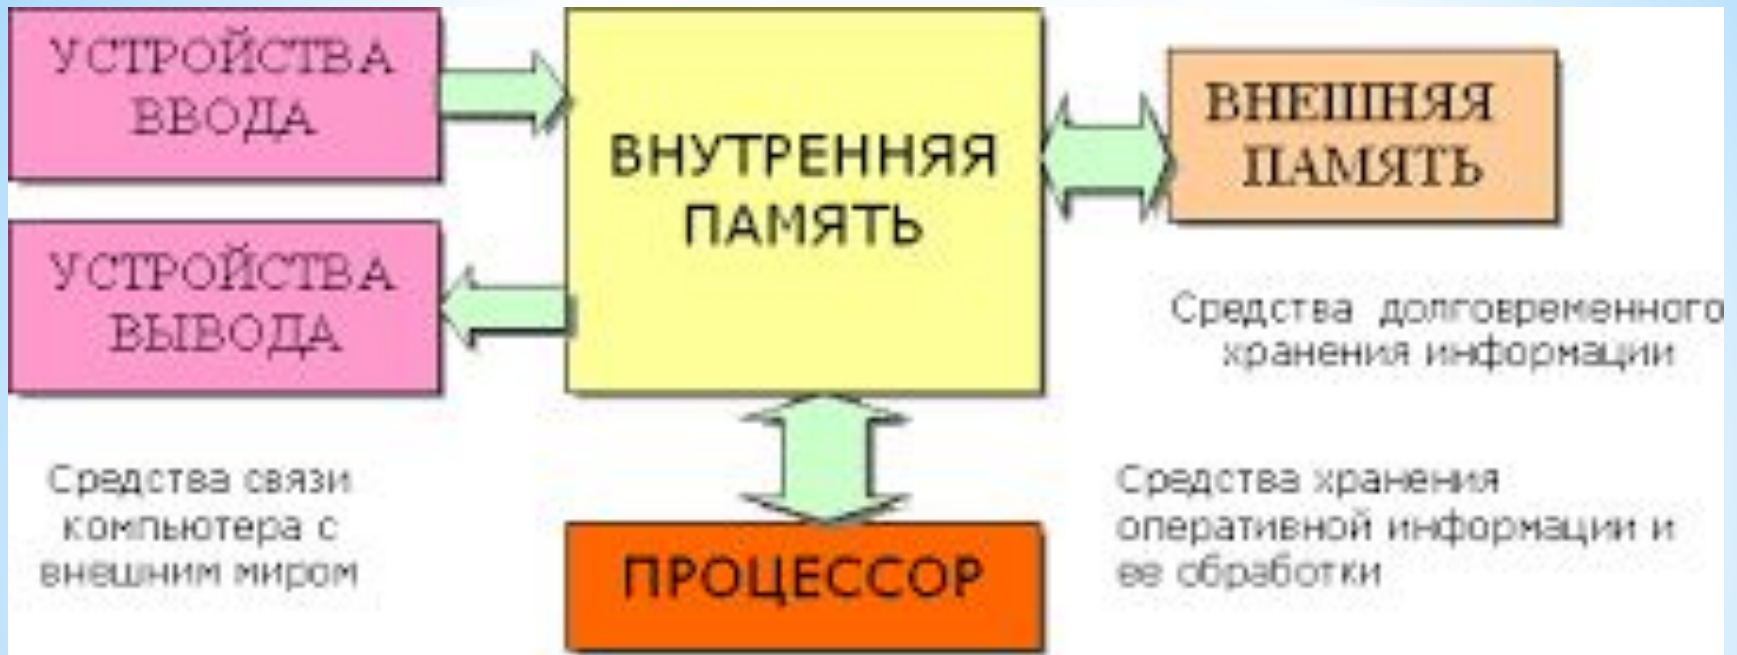 УСТРОЙСТВА
ВВОДА
УСТРОЙСТВА
ВЫВОДА
ВНУТРЕННЯЯ
ПАМЯТЬ
ВНЕШНЯЯ
ПАМЯТЬ
Средства долговременного
хранения информации
Средства связи
компьютера с
внешним миром
ПРОЦЕССОР
Средства хранения
оперативной информации и
ее обработки